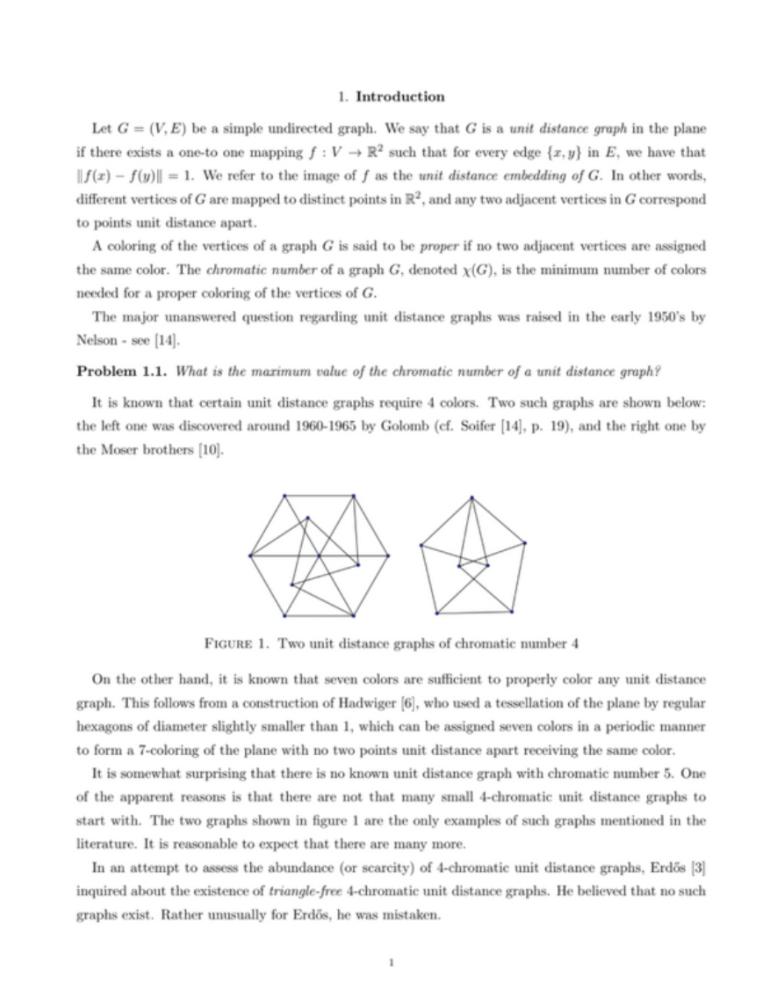 1. Introduction
Let G = (V, E) be a simple undirected graph. We say that G is a unit distance graph in the plane
if there exists a one-to one mapping f : V → ℝ² such that for every edge {x, y} in E, we have that
‖f(x) − f(y)‖ = 1. We refer to the image of f as the unit distance embedding of G. In other words,
different vertices of G are mapped to distinct points in ℝ², and any two adjacent vertices in G correspond
to points unit distance apart.
A coloring of the vertices of a graph G is said to be proper if no two adjacent vertices are assigned
the same color. The chromatic number of a graph G, denoted χ(G), is the minimum number of colors
needed for a proper coloring of the vertices of G.
The major unanswered question regarding unit distance graphs was raised in the early 1950's by
Nelson - see [14].
Problem 1.1. What is the maximum value of the chromatic number of a unit distance graph?
It is known that certain unit distance graphs require 4 colors. Two such graphs are shown below:
the left one was discovered around 1960-1965 by Golomb (cf. Soifer [14], p. 19), and the right one by
the Moser brothers [10].
FIGURE 1. Two unit distance graphs of chromatic number 4
On the other hand, it is known that seven colors are sufficient to properly color any unit distance
graph. This follows from a construction of Hadwiger [6], who used a tessellation of the plane by regular
hexagons of diameter slightly smaller than 1, which can be assigned seven colors in a periodic manner
to form a 7-coloring of the plane with no two points unit distance apart receiving the same color.
It is somewhat surprising that there is no known unit distance graph with chromatic number 5. One
of the apparent reasons is that there are not that many small 4-chromatic unit distance graphs to
start with. The two graphs shown in figure 1 are the only examples of such graphs mentioned in the
literature. It is reasonable to expect that there are many more.
In an attempt to assess the abundance (or scarcity) of 4-chromatic unit distance graphs, Erdős [3]
inquired about the existence of triangle-free 4-chromatic unit distance graphs. He believed that no such
graphs exist. Rather unusually for Erdős, he was mistaken.
1